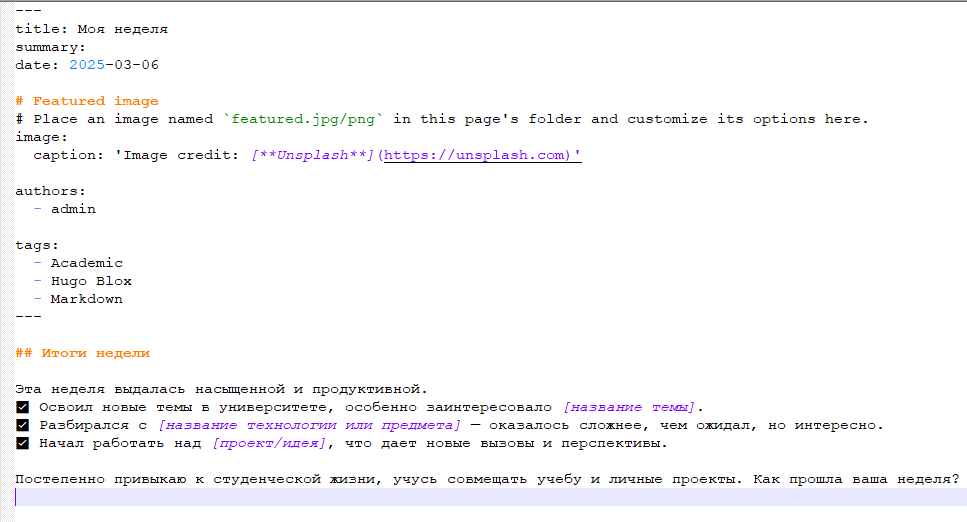 ---
title: Моя неделя
summary:
date: 2025-03-06

# Featured image
# Place an image named `featured.jpg/png` in this page's folder and customize its options here.
image:
  caption: 'Image credit: [**Unsplash**](https://unsplash.com)'

authors:
  - admin

tags:
  - Academic
  - Hugo Blox
  - Markdown
---

## Итоги недели

Эта неделя выдалась насыщенной и продуктивной.
✅ Освоил новые темы в университете, особенно заинтересовало [название темы].
✅ Разбирался с [название технологии или предмета] — оказалось сложнее, чем ожидал, но интересно.
✅ Начал работать над [проект/идея], что дает новые вызовы и перспективы.

Постепенно привыкаю к студенческой жизни, учусь совмещать учебу и личные проекты. Как прошла ваша неделя?